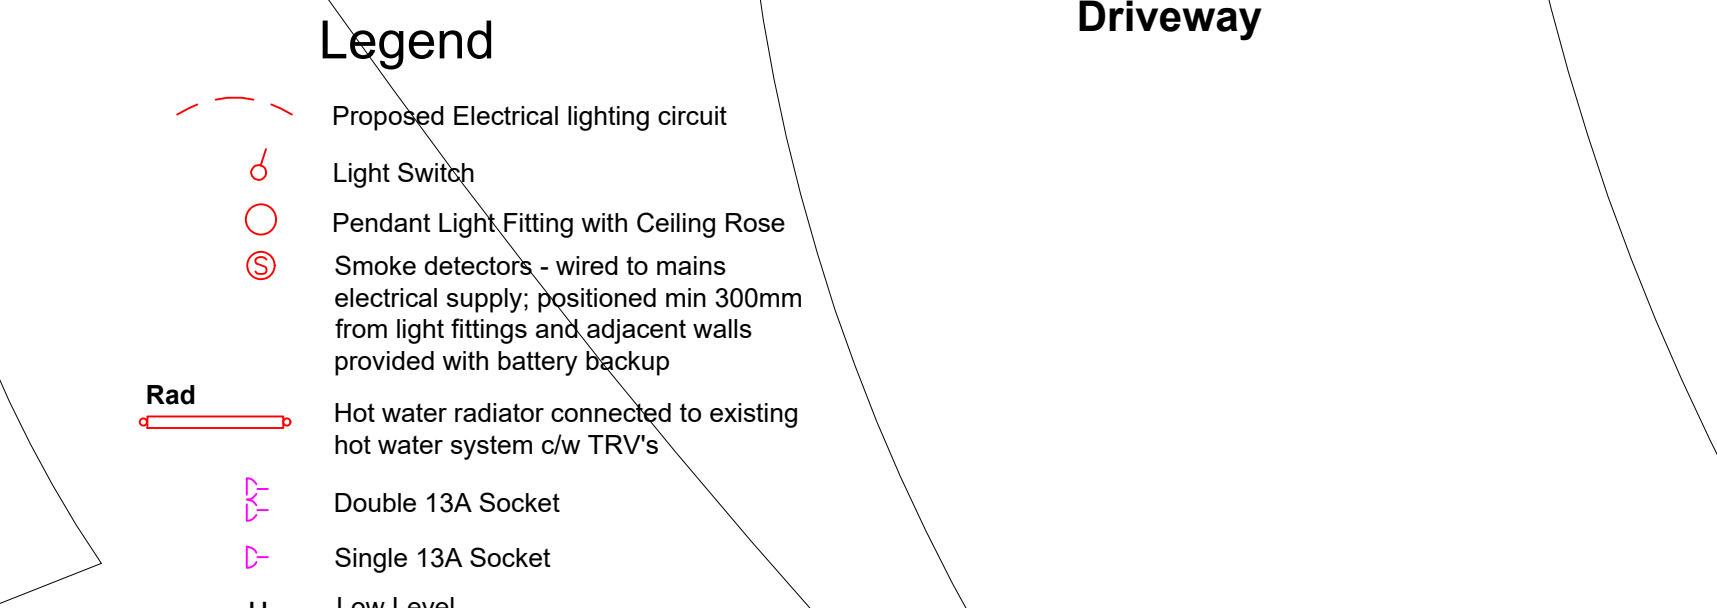 Driveway
Legend
Proposed Electrical lighting circuit
Light Switch
Pendant Light Fitting with Ceiling Rose
S
Smoke detectors - wired to mains
electrical supply; positioned min 300mm
from light fittings and adjacent walls
provided with battery backup
Rad
Hot water radiator connected to existing
hot water system c/w TRV's
Double 13A Socket
Single 13A Socket
Low Level